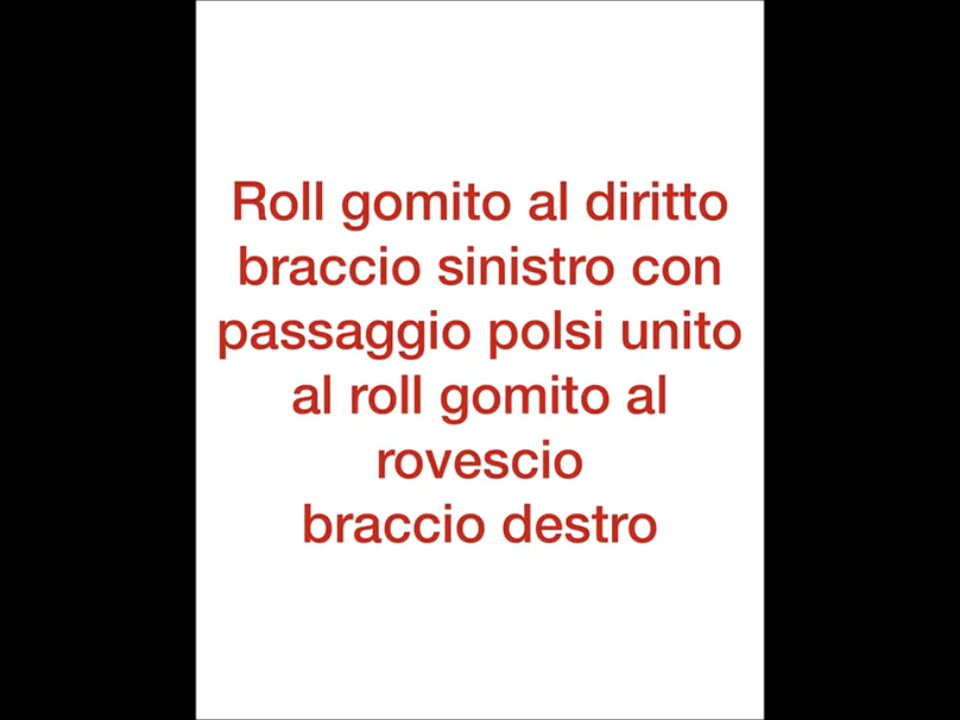 Roll gomito al diritto
braccio sinistro con
passaggio polsi unito
al roll gomito al
rovescio
braccio destro